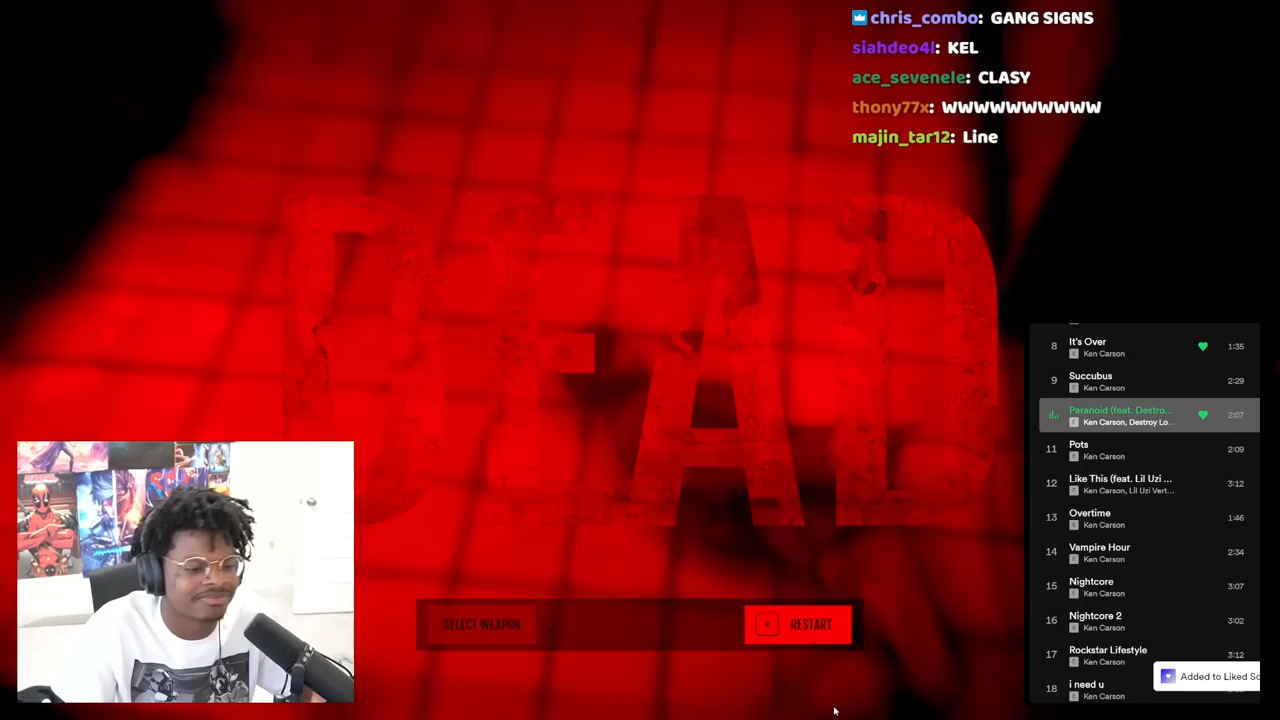 chris_combo: GANG SIGNS
siahdeo4l: KEL
ace_sevenele: CLASY
thony77x: WWWWWWWWWW
majin_tar12: Line
DEAD
SELECT WEAPON
RESTART
8 It's Over 1:35
E Ken Carson
9 Succubus 2:29
E Ken Carson
Paranoid (feat. Destro... 2:07
E Ken Carson, Destroy Lo...
11 Pots 2:09
E Ken Carson
12 Like This (feat. Lil Uzi ... 3:12
E Ken Carson, Lil Uzi Vert...
13 Overtime 1:46
E Ken Carson
14 Vampire Hour 2:34
E Ken Carson
15 Nightcore 3:07
E Ken Carson
16 Nightcore 2 3:02
E Ken Carson
17 Rockstar Lifestyle 3:12
E Ken Carson
Added to Liked So
18 i need u
E Ken Carson